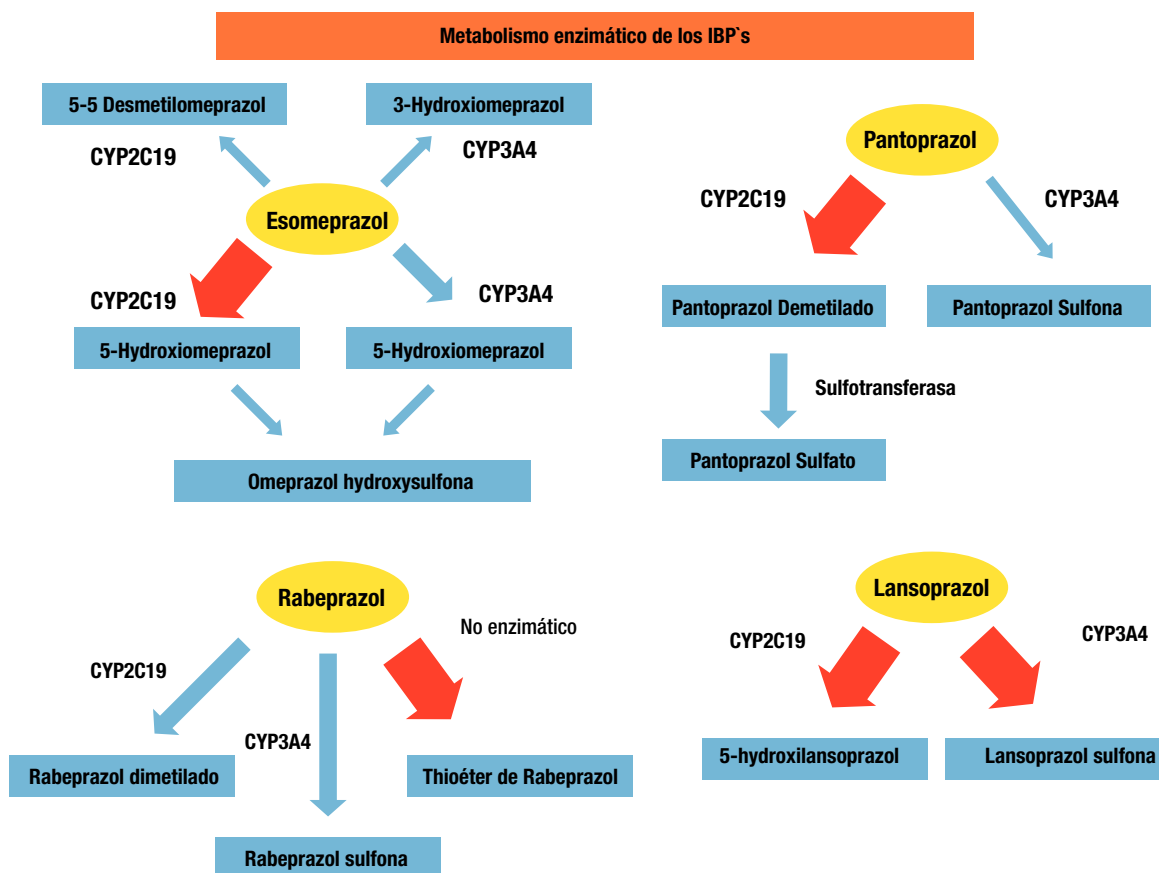 Metabolismo enzimático de los IBP`s
5-5 Desmetilomeprazol
3-Hydroxiomeprazol
CYP2C19
CYP3A4
Esomeprazol
CYP2C19
CYP3A4
5-Hydroxiomeprazol
5-Hydroxiomeprazol
Omeprazol hydroxysulfona
Pantoprazol
CYP2C19
CYP3A4
Pantoprazol Demetilado
Pantoprazol Sulfona
Sulfotransferasa
Pantoprazol Sulfato
Rabeprazol
No enzimático
CYP2C19
CYP3A4
Rabeprazol dimetilado
Thioéter de Rabeprazol
Rabeprazol sulfona
Lansoprazol
CYP2C19
CYP3A4
5-hydroxilansoprazol
Lansoprazol sulfona